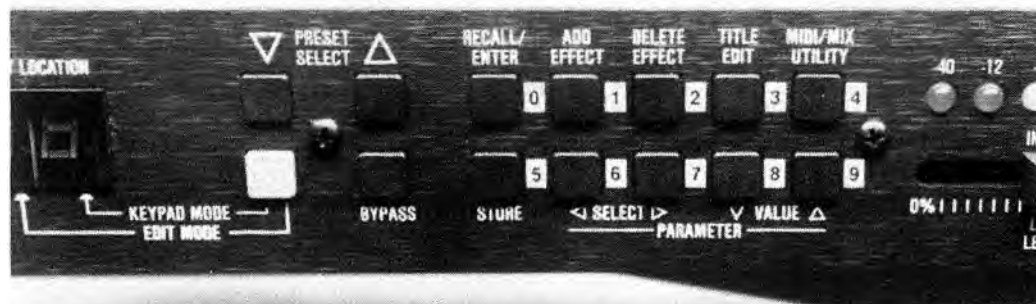 PRESET SELECT
RECALL/ ENTER
ADD EFFECT
DELETE EFFECT
TITLE EDIT
MIDI/MIX UTILITY
LOCATION
-40 -12
0 1 2 3 4
5 6 7 8 9
KEYPAD MODE
EDIT MODE
BYPASS
STORE
SELECT
VALUE
PARAMETER
0%